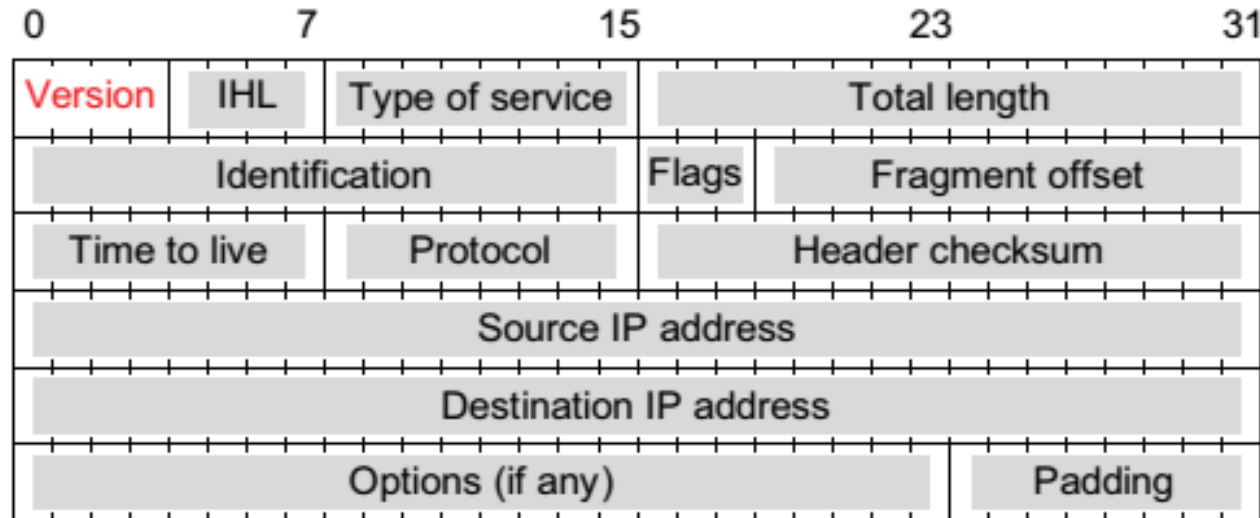 0 7 15 23 31
Version IHL Type of service Total length
Identification Flags Fragment offset
Time to live Protocol Header checksum
Source IP address
Destination IP address
Options (if any) Padding